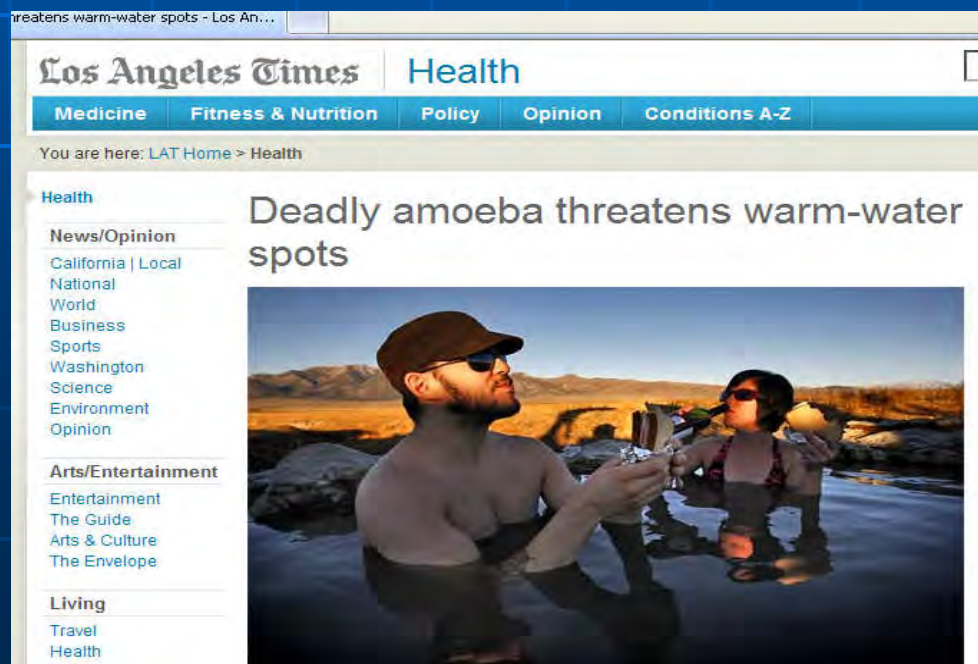 reatens warm-water spots - Los An...
Los Angeles Times
Health
Medicine
Fitness & Nutrition
Policy
Opinion
Conditions A-Z
You are here: LAT Home > Health
Health
Deadly amoeba threatens warm-water
spots
News/Opinion
California | Local
National
World
Business
Sports
Washington
Science
Environment
Opinion
Arts/Entertainment
Entertainment
The Guide
Arts & Culture
The Envelope
Living
Travel
Health